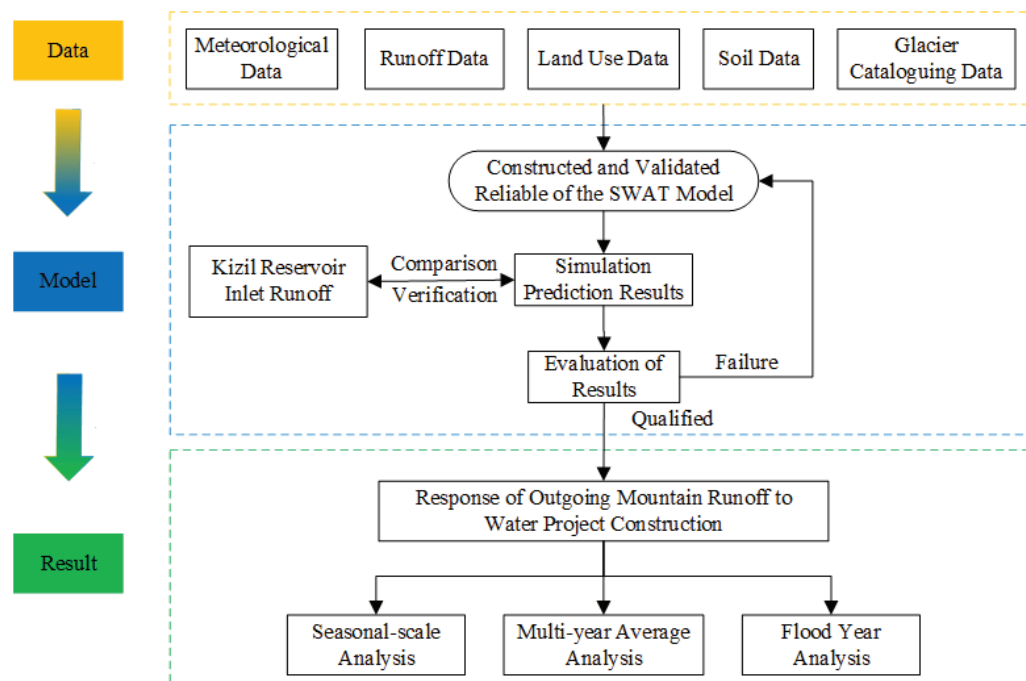 Data
Meteorological
Data
Runoff Data
Land Use Data
Soil Data
Glacier
Cataloguing Data
Constructed and Validated
Reliable of the SWAT Model
Model
Kizil Reservoir
Inlet Runoff
Comparison
Verification
Simulation
Prediction Results
Evaluation of
Results
Failure
Qualified
Result
Response of Outgoing Mountain Runoff to
Water Project Construction
Seasonal-scale
Analysis
Multi-year Average
Analysis
Flood Year
Analysis